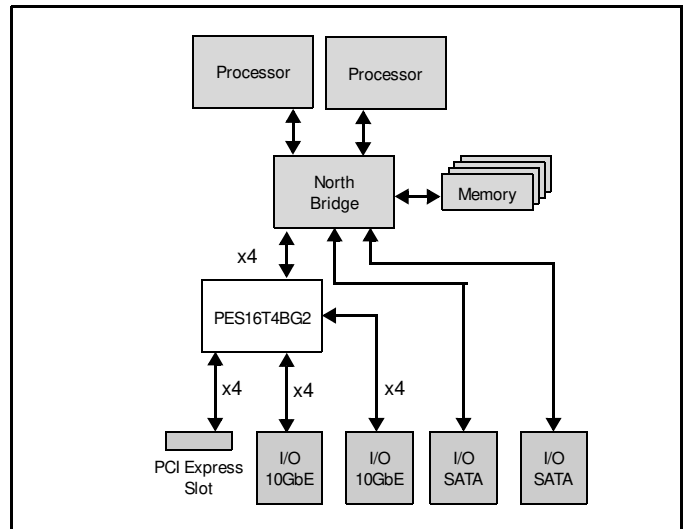 Processor
Processor
North
Bridge
Memory
x4
PES16T4BG2
x4
x4
x4
PCI Express
Slot
I/O
10GbE
I/O
10GbE
I/O
SATA
I/O
SATA